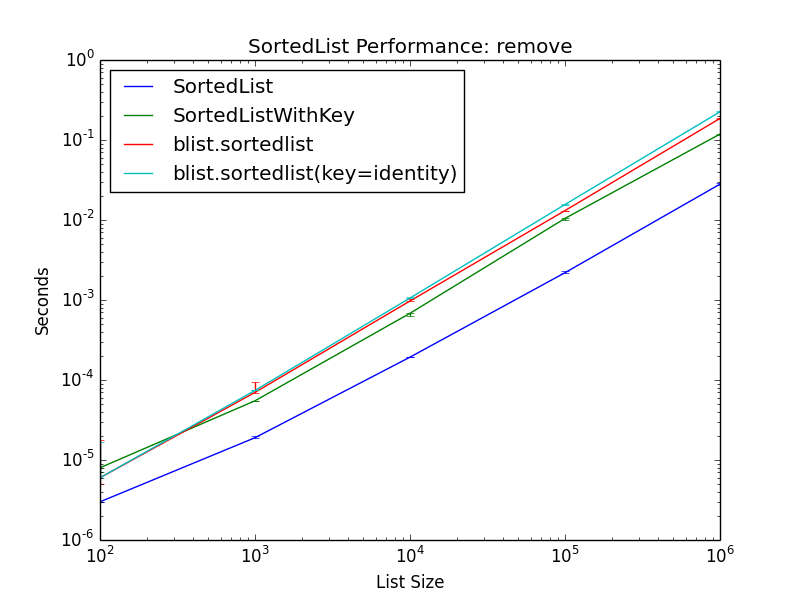 SortedList Performance: remove
SortedList
SortedListWithKey
blist.sortedlist
blist.sortedlist(key=identity)
10^0
10^-1
10^-2
10^-3
10^-4
10^-5
10^-6
Seconds
10^2 10^3 10^4 10^5 10^6
List Size